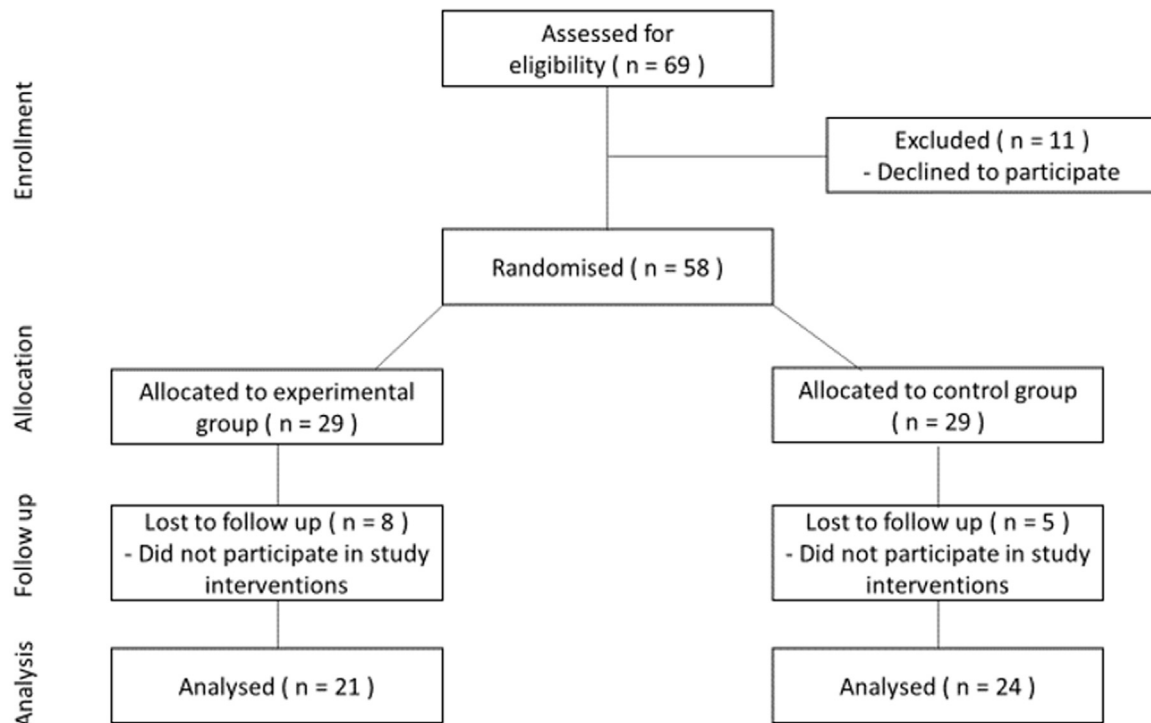 Enrollment
Assessed for
eligibility ( n = 69 )
Excluded ( n = 11 )
- Declined to participate
Randomised ( n = 58 )
Allocation
Allocated to experimental
group ( n = 29 )
Allocated to control group
( n = 29 )
Follow up
Lost to follow up ( n = 8 )
- Did not participate in study
interventions
Lost to follow up ( n = 5 )
- Did not participate in study
interventions
Analysis
Analysed ( n = 21 )
Analysed ( n = 24 )